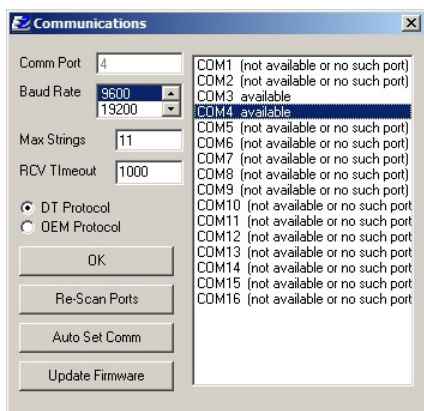 Communications
Comm Port 4
Baud Rate 9600
19200
Max Strings 11
RCV TImeout 1000
DT Protocol
OEM Protocol
OK
Re-Scan Ports
Auto Set Comm
Update Firmware
COM1 (not available or no such port)
COM2 (not available or no such port)
COM3 available
COM4 available
COM5 (not available or no such port)
COM6 (not available or no such port)
COM7 (not available or no such port)
COM8 (not available or no such port)
COM9 (not available or no such port)
COM10 (not available or no such port
COM11 (not available or no such port
COM12 (not available or no such port
COM13 (not available or no such port
COM14 (not available or no such port
COM15 (not available or no such port
COM16 (not available or no such port